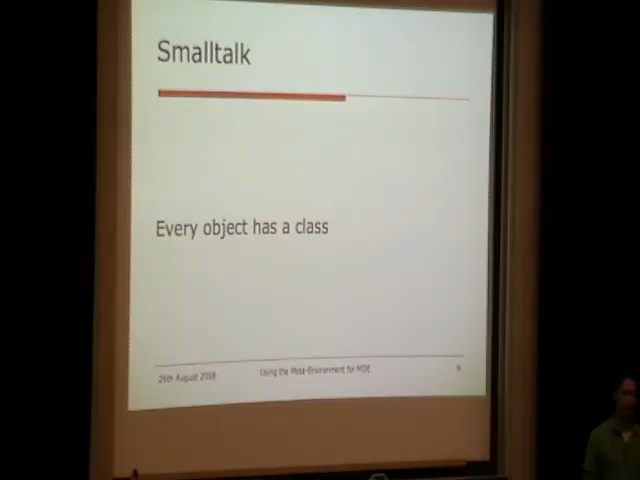 Smalltalk
Every object has a class
26th August 2008
Using the Meta-Environment for MDE
9